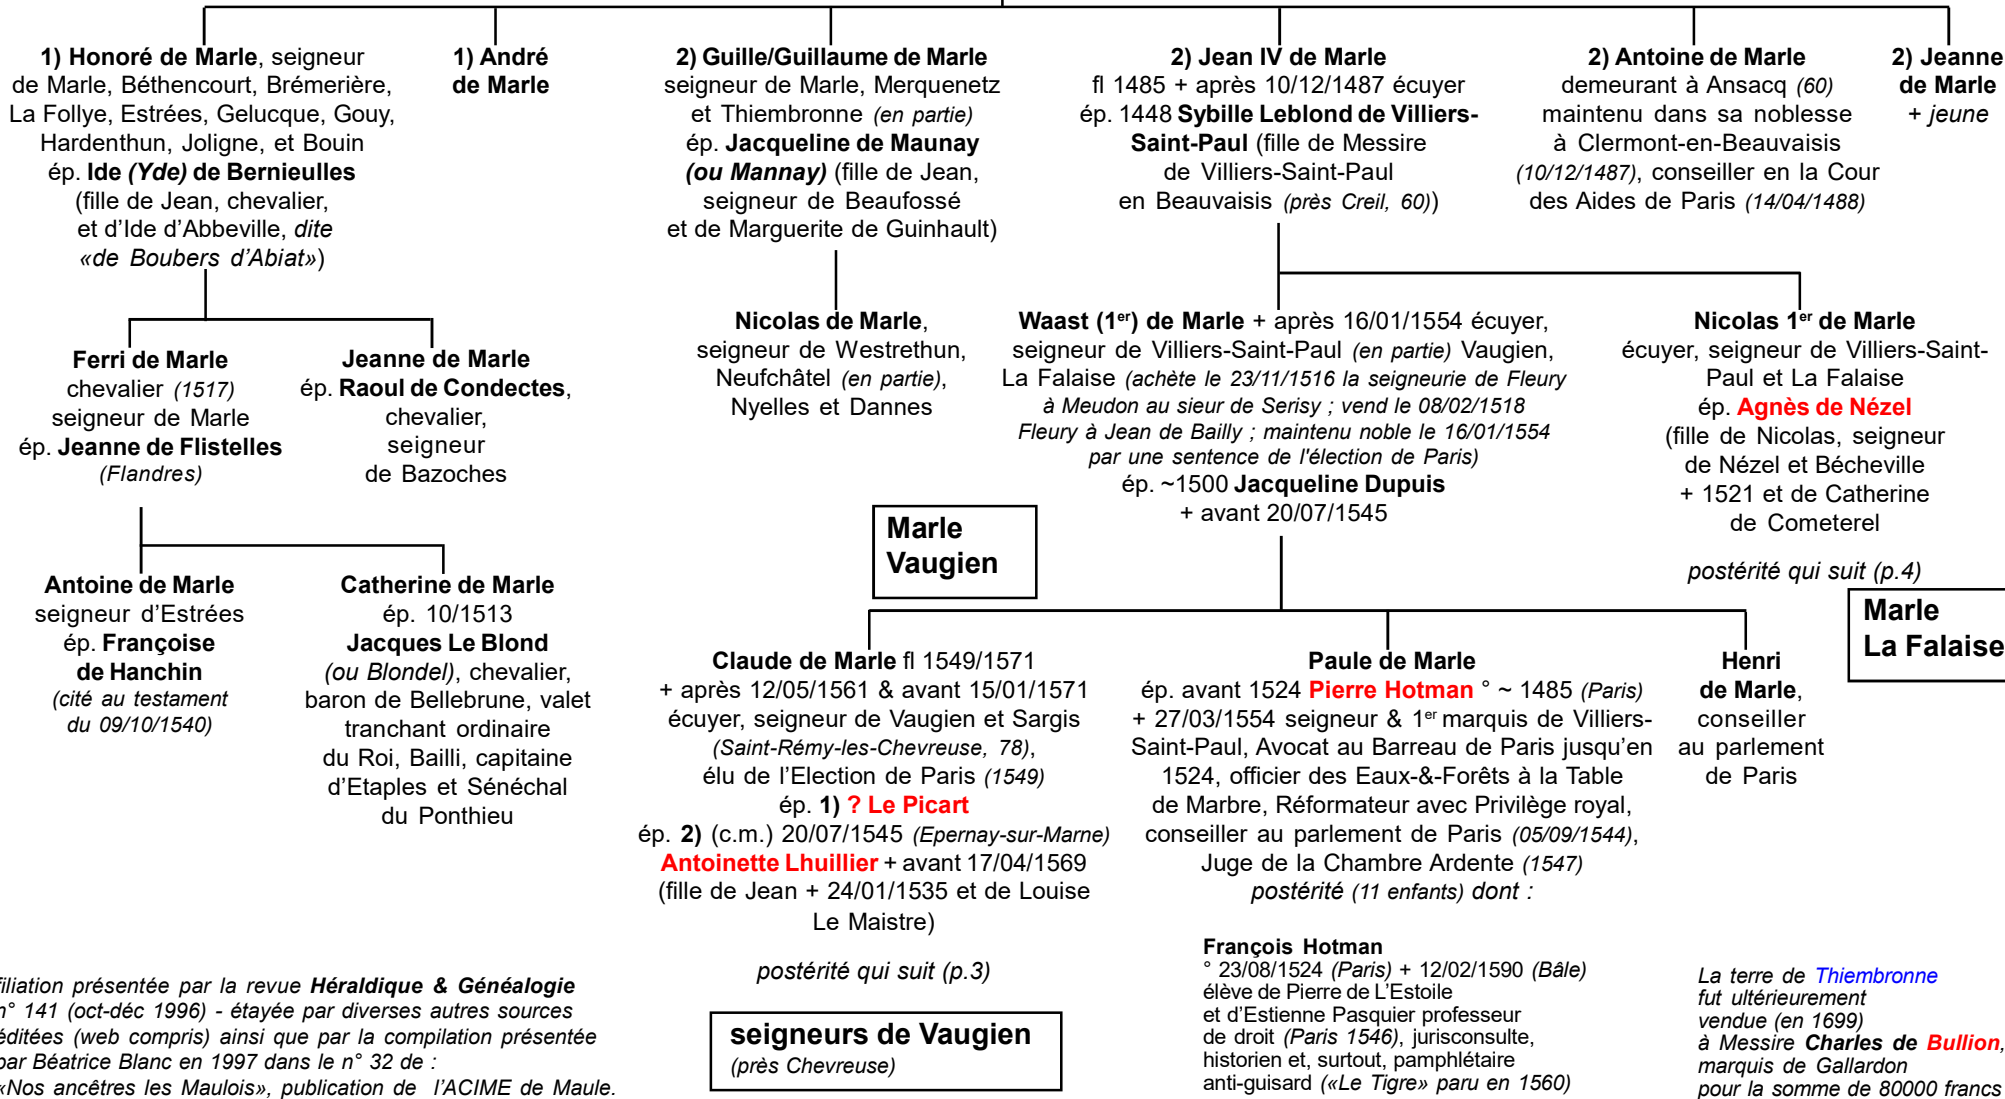 1) Honoré de Marle, seigneur
de Marle, Béthencourt, Brémerière,
La Follye, Estrées, Gelucque, Gouy,
Hardenthun, Joligne, et Bouin
ép. Ide (Yde) de Bernieulles
(fille de Jean, chevalier,
et d'Ide d'Abbeville, dite
«de Boubers d'Abiat»)
1) André
de Marle
2) Guille/Guillaume de Marle
seigneur de Marle, Merquenetz
et Thiembronne (en partie)
ép. Jacqueline de Maunay
(ou Mannay) (fille de Jean,
seigneur de Beaufossé
et de Marguerite de Guinhault)
2) Jean IV de Marle
fl 1485 + après 10/12/1487 écuyer
ép. 1448 Sybille Leblond de Villiers-
Saint-Paul (fille de Messire
de Villiers-Saint-Paul
en Beauvaisis (près Creil, 60))
2) Antoine de Marle
demeurant à Ansacq (60)
maintenu dans sa noblesse
à Clermont-en-Beauvaisis
(10/12/1487), conseiller en la Cour
des Aides de Paris (14/04/1488)
2) Jeanne
de Marle
+ jeune
Ferri de Marle
chevalier (1517)
seigneur de Marle
ép. Jeanne de Flistelles
(Flandres)
Jeanne de Marle
ép. Raoul de Condectes,
chevalier,
seigneur
de Bazoches
Nicolas de Marle,
seigneur de Westrethun,
Neufchâtel (en partie),
Nyelles et Dannes
Waast (1er) de Marle + après 16/01/1554 écuyer,
seigneur de Villiers-Saint-Paul (en partie) Vaugien,
La Falaise (achète le 23/11/1516 la seigneurie de Fleury
à Meudon au sieur de Serisy ; vend le 08/02/1518
Fleury à Jean de Bailly ; maintenu noble le 16/01/1554
par une sentence de l'élection de Paris)
ép. ~1500 Jacqueline Dupuis
+ avant 20/07/1545
Nicolas 1er de Marle
écuyer, seigneur de Villiers-Saint-
Paul et La Falaise
ép. Agnès de Nézel
(fille de Nicolas, seigneur
de Nézel et Bécheville
+ 1521 et de Catherine
de Cometerel
postérité qui suit (p.4)
Marle
Vaugien
Marle
La Falaise
Antoine de Marle
seigneur d'Estrées
ép. Françoise
de Hanchin
(cité au testament
du 09/10/1540)
Catherine de Marle
ép. 10/1513
Jacques Le Blond
(ou Blondel), chevalier,
baron de Bellebrune, valet
tranchant ordinaire
du Roi, Bailli, capitaine
d'Etaples et Sénéchal
du Ponthieu
Claude de Marle fl 1549/1571
+ après 12/05/1561 & avant 15/01/1571
écuyer, seigneur de Vaugien et Sargis
(Saint-Rémy-les-Chevreuse, 78),
élu de l'Election de Paris (1549)
ép. 1) ? Le Picart
ép. 2) (c.m.) 20/07/1545 (Epernay-sur-Marne)
Antoinette Lhuillier + avant 17/04/1569
(fille de Jean + 24/01/1535 et de Louise
Le Maistre)
postérité qui suit (p.3)
Paule de Marle
ép. avant 1524 Pierre Hotman ° ~ 1485 (Paris)
+ 27/03/1554 seigneur & 1er marquis de Villiers-
Saint-Paul, Avocat au Barreau de Paris jusqu'en
1524, officier des Eaux-&-Forêts à la Table
de Marbre, Réformateur avec Privilège royal,
conseiller au parlement de Paris (05/09/1544),
Juge de la Chambre Ardente (1547)
postérité (11 enfants) dont :
Henri
de Marle,
conseiller
au parlement
de Paris
François Hotman
° 23/08/1524 (Paris) + 12/02/1590 (Bâle)
élève de Pierre de L'Estoile
et d'Estienne Pasquier professeur
de droit (Paris 1546), jurisconsulte,
historien et, surtout, pamphlétaire
anti-guisard («Le Tigre» paru en 1560)
filiation présentée par la revue Héraldique & Généalogie
n° 141 (oct-déc 1996) - étayée par diverses autres sources
éditées (web compris) ainsi que par la compilation présentée
par Béatrice Blanc en 1997 dans le n° 32 de :
«Nos ancêtres les Maulois», publication de l'ACIME de Maule.
seigneurs de Vaugien
(près Chevreuse)
La terre de Thiembronne
fut ultérieurement
vendue (en 1699)
à Messire Charles de Bullion,
marquis de Gallardon
pour la somme de 80000 francs